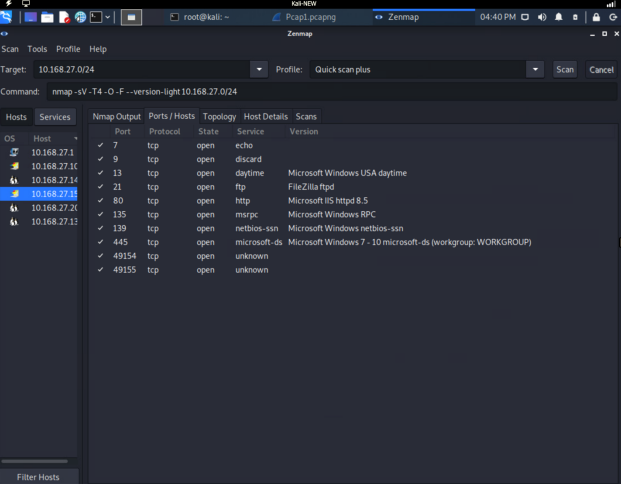 Kali-NEW
root@kali: ~
Pcap1.pcapng
Zenmap
04:40 PM
Zenmap
Scan Tools Profile Help
Target: 10.168.27.0/24 Profile: Quick scan plus Scan Cancel
Command: nmap -sV -T4 -O -F --version-light 10.168.27.0/24
Hosts Services Nmap Output Ports / Hosts Topology Host Details Scans
OS Host Port Protocol State Service Version
10.168.27.1 7 tcp open echo
10.168.27.10 9 tcp open discard
10.168.27.14 13 tcp open daytime Microsoft Windows USA daytime
10.168.27.15 21 tcp open ftp FileZilla ftpd
10.168.27.20 80 tcp open http Microsoft IIS httpd 8.5
10.168.27.13 135 tcp open msrpc Microsoft Windows RPC
139 tcp open netbios-ssn Microsoft Windows netbios-ssn
445 tcp open microsoft-ds Microsoft Windows 7 - 10 microsoft-ds (workgroup: WORKGROUP)
49154 tcp open unknown
49155 tcp open unknown
Filter Hosts